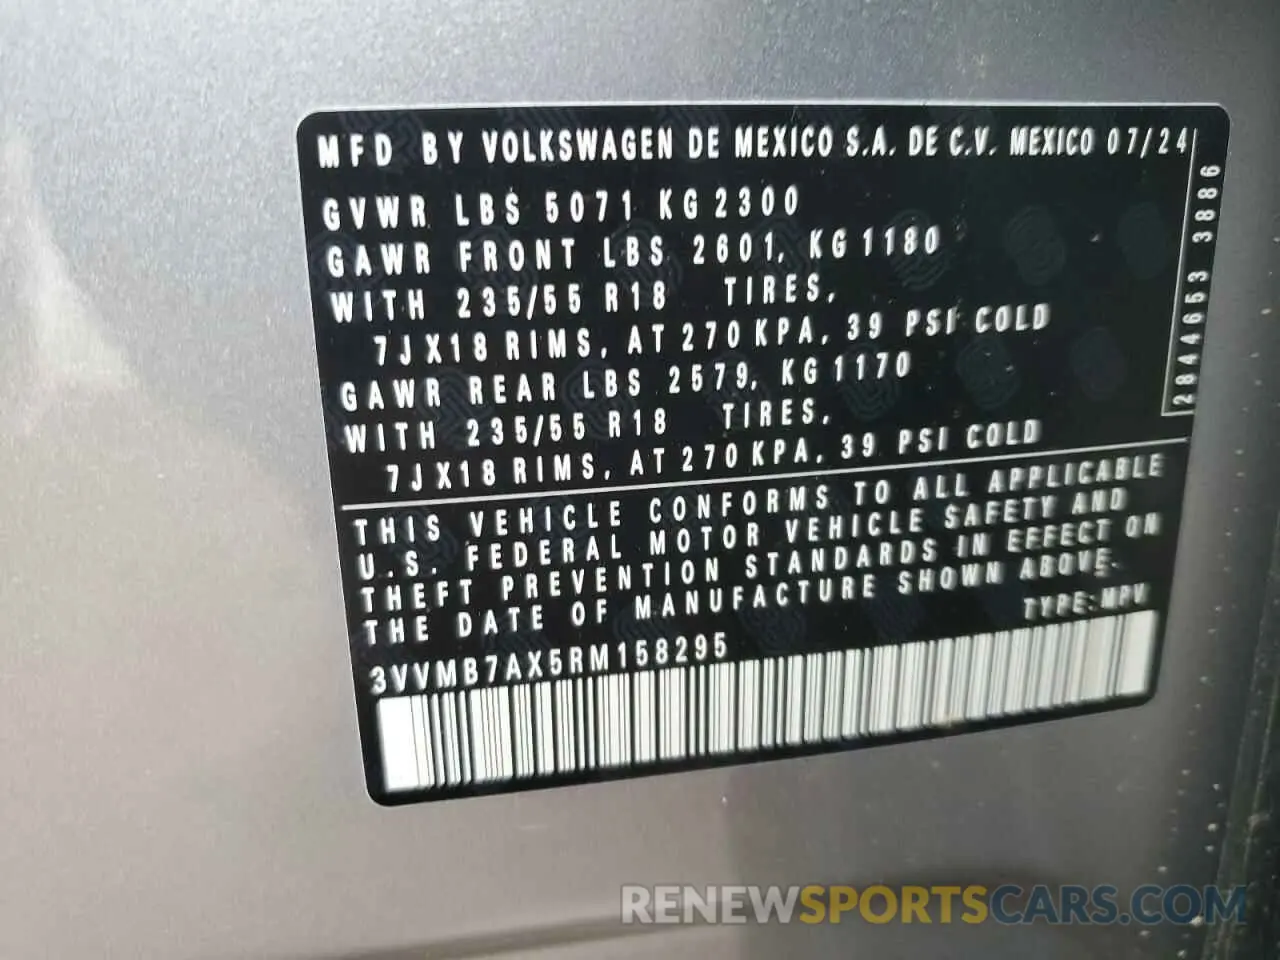 MFD BY VOLKSWAGEN DE MEXICO S.A. DE C.V. MEXICO 07/24
GVWR LBS 5071 KG 2300
GAWR FRONT LBS 2601, KG 1180
WITH 235/55 R18 TIRES,
7JX18 RIMS, AT 270 KPA, 39 PSI COLD
GAWR REAR LBS 2579, KG 1170
WITH 235/55 R18 TIRES,
7JX18 RIMS, AT 270 KPA, 39 PSI COLD
2844653 3886
THIS VEHICLE CONFORMS TO ALL APPLICABLE
U.S. FEDERAL MOTOR VEHICLE SAFETY AND
THEFT PREVENTION STANDARDS IN EFFECT ON
THE DATE OF MANUFACTURE SHOWN ABOVE.
TYPE: MPV
3VVMB7AX5RM158295
RENEWSPORTSCARS.COM